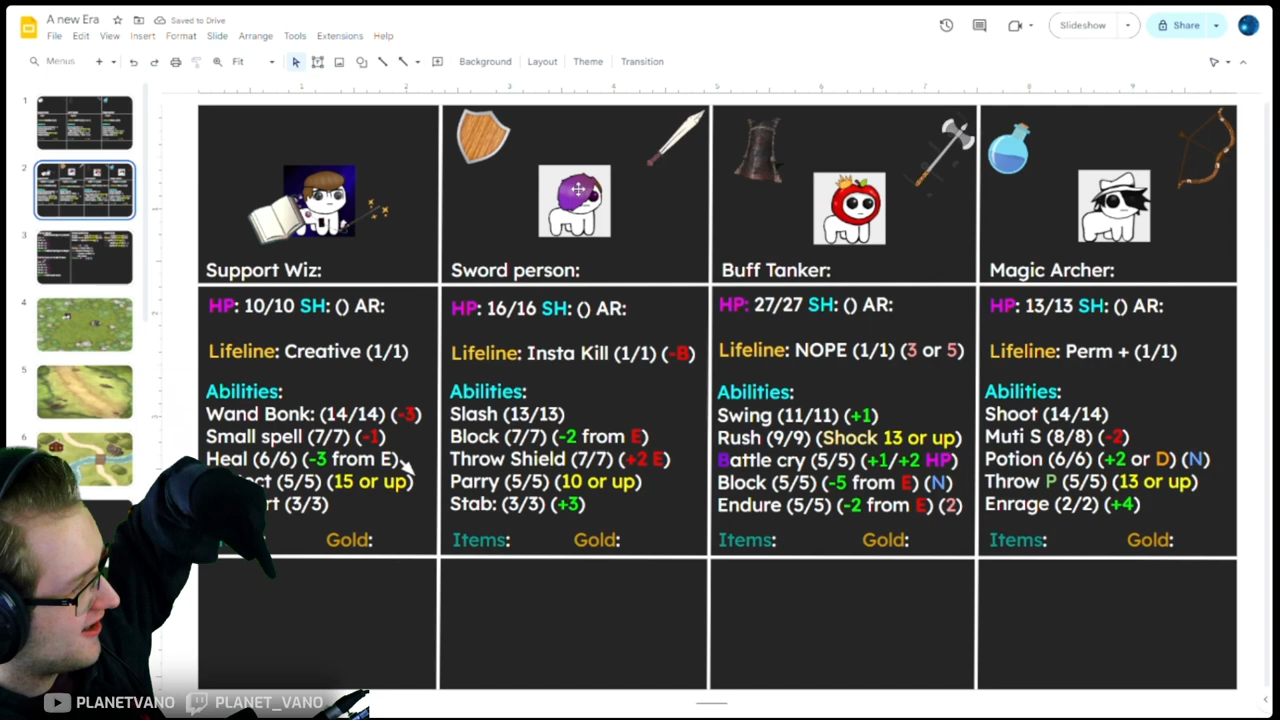 A new Era
Saved to Drive
File Edit View Insert Format Slide Arrange Tools Extensions Help
Slideshow
Share
Menus
Fit
Background
Layout
Theme
Transition
1
2
3
4
5
6
Support Wiz:
HP: 10/10 SH: () AR:
Lifeline: Creative (1/1)
Abilities:
Wand Bonk: (14/14) (-3)
Small spell (7/7) (-1)
Heal (6/6) (-3 from E)
(5/5) (15 or up)
(3/3)
Gold:
Sword person:
HP: 16/16 SH: () AR:
Lifeline: Insta Kill (1/1) (-B)
Abilities:
Slash (13/13)
Block (7/7) (-2 from E)
Throw Shield (7/7) (+2 E)
Parry (5/5) (10 or up)
Stab: (3/3) (+3)
Items: Gold:
Buff Tanker:
HP: 27/27 SH: () AR:
Lifeline: NOPE (1/1) (3 or 5)
Abilities:
Swing (11/11) (+1)
Rush (9/9) (Shock 13 or up)
Battle cry (5/5) (+1/+2 HP)
Block (5/5) (-5 from E) (N)
Endure (5/5) (-2 from E) (2)
Items: Gold:
Magic Archer:
HP: 13/13 SH: () AR:
Lifeline: Perm + (1/1)
Abilities:
Shoot (14/14)
Muti S (8/8) (-2)
Potion (6/6) (+2 or D) (N)
Throw P (5/5) (13 or up)
Enrage (2/2) (+4)
Items: Gold:
PLANETVANO PLANET_VANO